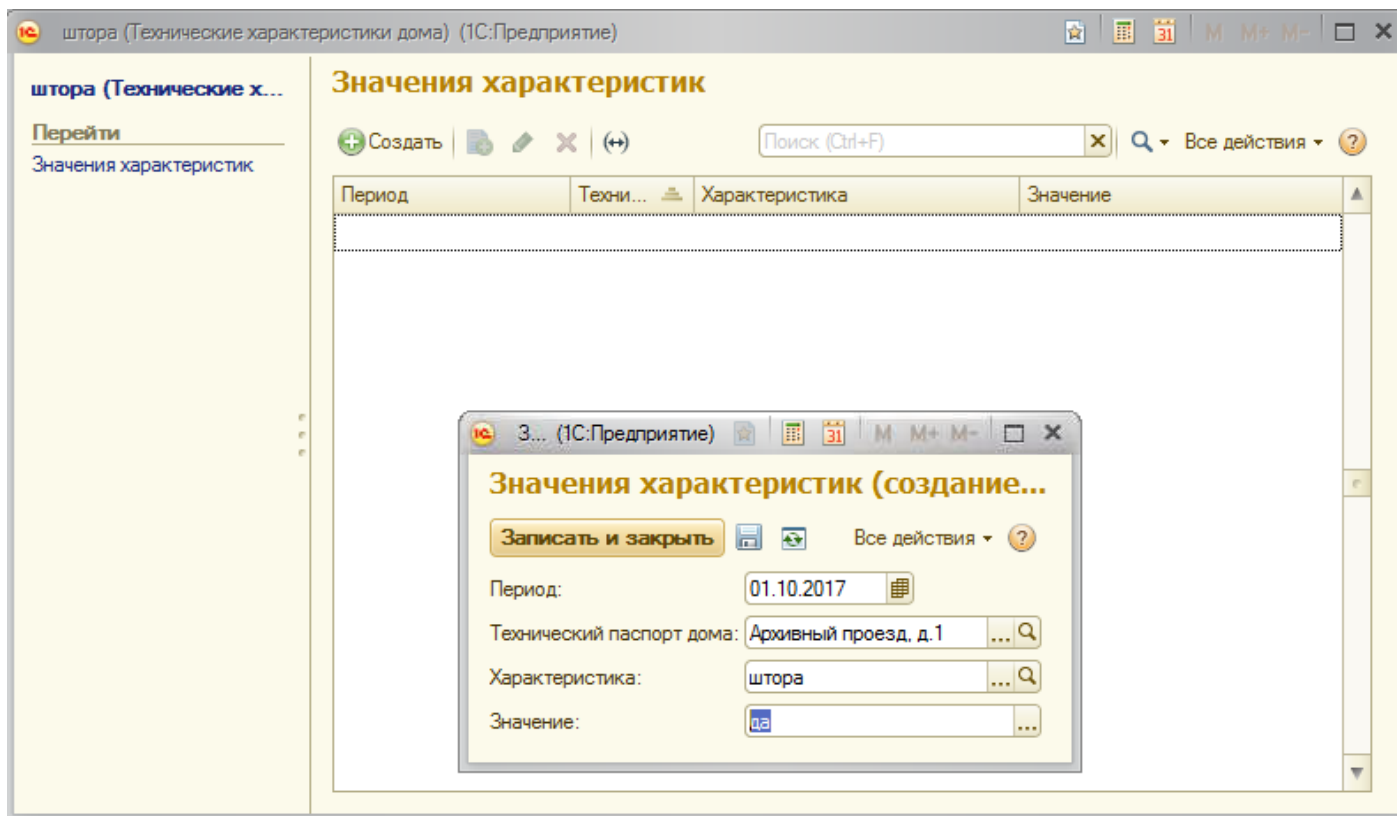 штора (Технические характеристики дома) (1С:Предприятие)
31 M M+ M-
штора (Технические х...
Перейти
Значения характеристик
Значения характеристик
Создать Поиск (Ctrl+F) Все действия
Период Техни... Характеристика Значение
З... (1С:Предприятие) 31 M M+ M-
Значения характеристик (создание...
Записать и закрыть Все действия
Период: 01.10.2017
Технический паспорт дома: Архивный проезд, д.1 ...
Характеристика: штора ...
Значение: да ...